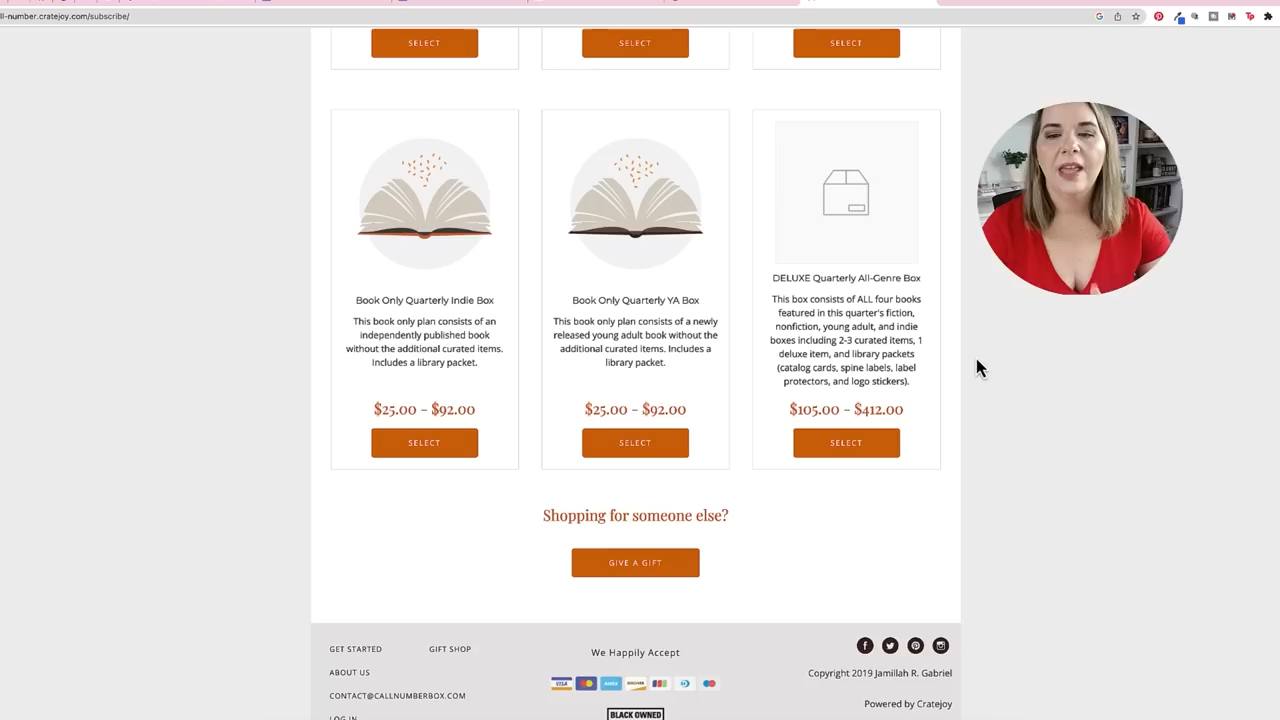 ll-number.cratejoy.com/subscribe/
SELECT
SELECT
SELECT
Book Only Quarterly Indie Box
This book only plan consists of an
independently published book
without the additional curated items.
Includes a library packet.
$25.00 - $92.00
SELECT
Book Only Quarterly YA Box
This book only plan consists of a newly
released young adult book without the
additional curated items. Includes a
library packet.
$25.00 - $92.00
SELECT
DELUXE Quarterly All-Genre Box
This box consists of ALL four books
featured in this quarter's fiction,
nonfiction, young adult, and indie
boxes including 2-3 curated items, 1
deluxe item, and library packets
(catalog cards, spine labels, label
protectors, and logo stickers).
$105.00 - $412.00
SELECT
Shopping for someone else?
GIVE A GIFT
GET STARTED
GIFT SHOP
ABOUT US
CONTACT@CALLNUMBERBOX.COM
LOG IN
We Happily Accept
VISA
AMEX
DISCOVER
BLACK OWNED
Copyright 2019 Jamillah R. Gabriel
Powered by Cratejoy